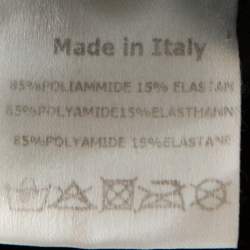 Made in Italy
85%POLIAMMIDE 15% ELASTAN
85%POLYAMIDE15%ELASTHANN
85%POLYAMIDE 15%ELASTANE